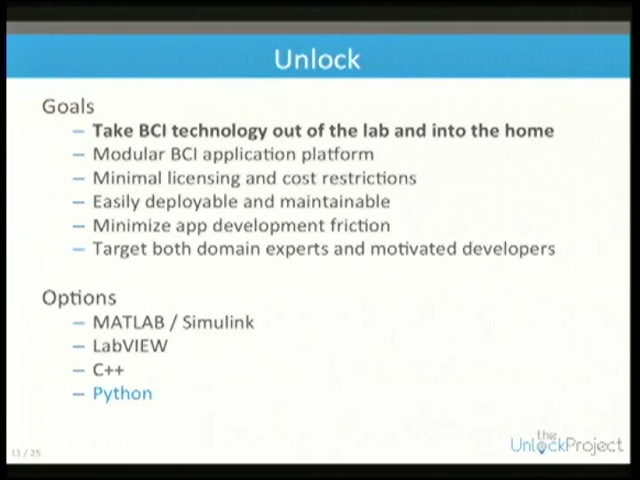 Unlock
Goals
– Take BCI technology out of the lab and into the home
– Modular BCI application platform
– Minimal licensing and cost restrictions
– Easily deployable and maintainable
– Minimize app development friction
– Target both domain experts and motivated developers
Options
– MATLAB / Simulink
– LabVIEW
– C++
– Python
11 / 25
the
UnlockProject